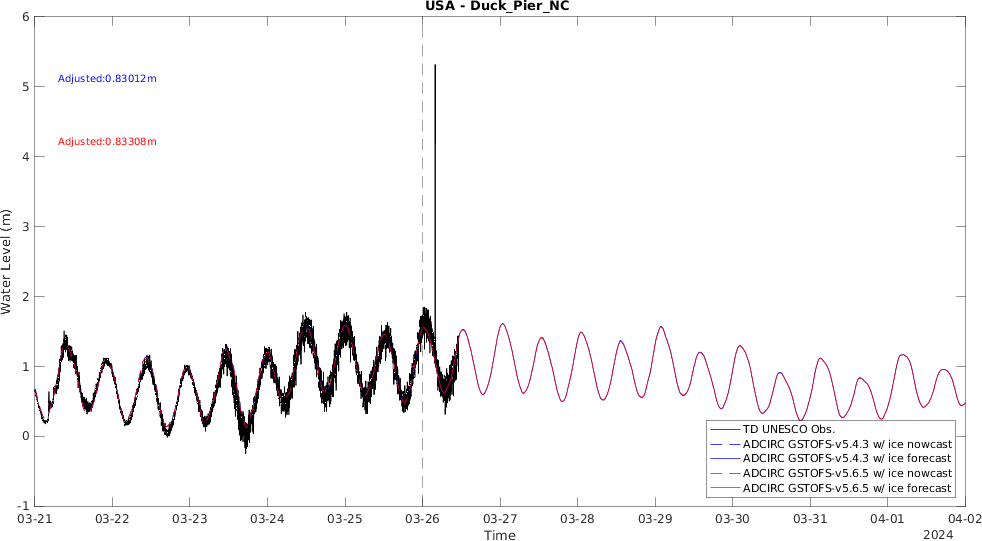 USA - Duck_Pier_NC
6
5
4
3
2
1
0
-1
Water Level (m)
Adjusted:0.83012m
Adjusted:0.83308m
TD UNESCO Obs.
ADCIRC GSTOFS-v5.4.3 w/ ice nowcast
ADCIRC GSTOFS-v5.4.3 w/ ice forecast
ADCIRC GSTOFS-v5.6.5 w/ ice nowcast
ADCIRC GSTOFS-v5.6.5 w/ ice forecast
03-21 03-22 03-23 03-24 03-25 03-26 03-27 03-28 03-29 03-30 03-31 04-01 04-02
Time
2024